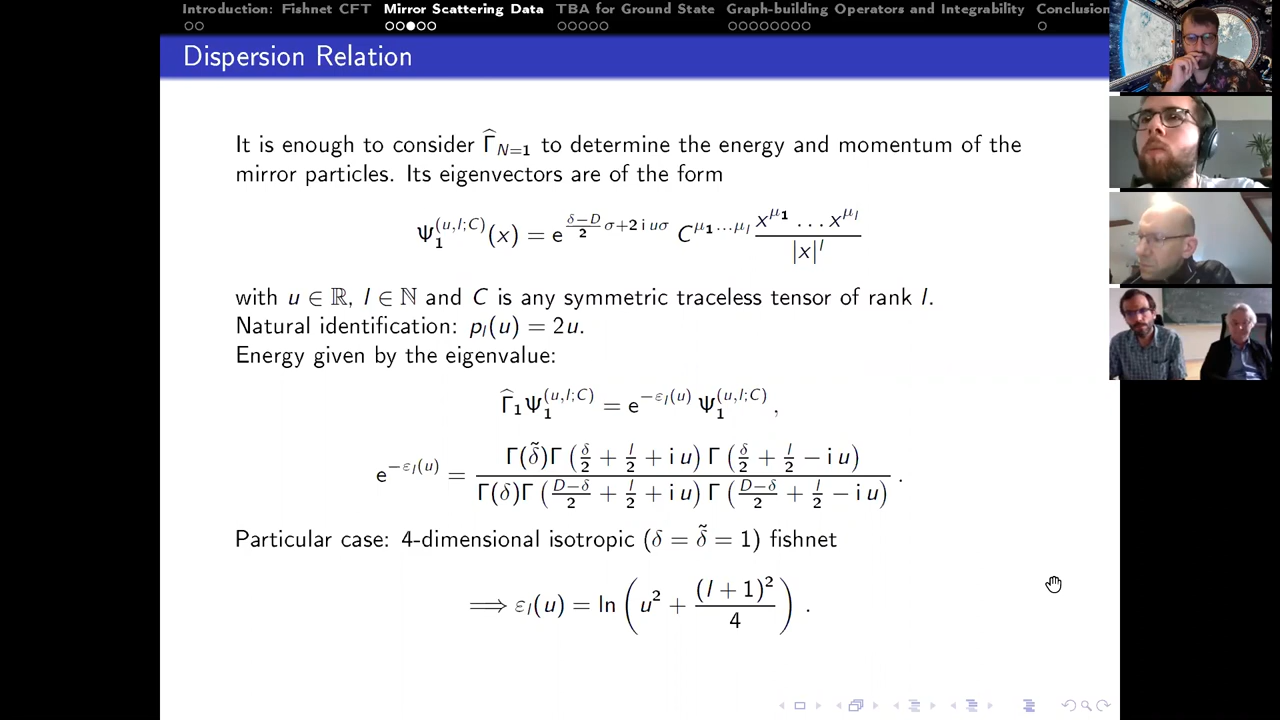 Introduction: Fishnet CFT Mirror Scattering Data TBA for Ground State Graph-building Operators and Integrability Conclusion
Dispersion Relation
It is enough to consider Γ̂_{N=1} to determine the energy and momentum of the
mirror particles. Its eigenvectors are of the form
Ψ_1^{(u,l;C)}(x) = e^{\frac{δ−D}{2}σ+2iuσ} C^{μ_1…μ_l} \frac{x^{μ_1} … x^{μ_l}}{|x|^l}
with u ∈ ℝ, l ∈ ℕ and C is any symmetric traceless tensor of rank l.
Natural identification: p_l(u) = 2u.
Energy given by the eigenvalue:
Γ̂_1 Ψ_1^{(u,l;C)} = e^{−ε_l(u)} Ψ_1^{(u,l;C)} ,
e^{−ε_l(u)} = \frac{Γ(δ̃)Γ(\frac{δ}{2} + \frac{l}{2} + iu)Γ(\frac{δ}{2} + \frac{l}{2} − iu)}{Γ(δ)Γ(\frac{D−δ}{2} + \frac{l}{2} + iu)Γ(\frac{D−δ}{2} + \frac{l}{2} − iu)} .
Particular case: 4-dimensional isotropic (δ = δ̃ = 1) fishnet
⟹ ε_l(u) = ln(u^2 + \frac{(l+1)^2}{4}) .